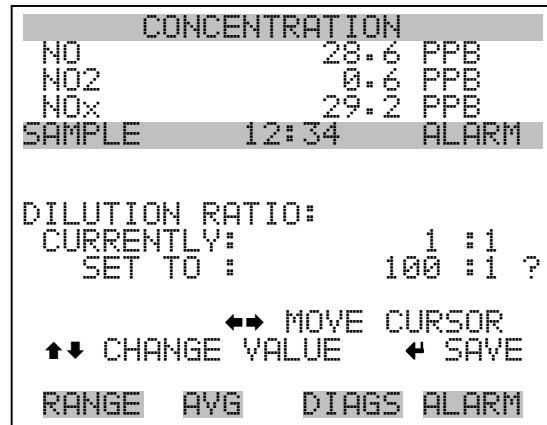 CONCENTRATION
NO 28.6 PPB
NO2 0.6 PPB
NOx 29.2 PPB
SAMPLE 12:34 ALARM
DILUTION RATIO:
CURRENTLY: 1 :1
SET TO : 100 :1 ?
←→ MOVE CURSOR
↑↓ CHANGE VALUE ↵ SAVE
RANGE AVG DIAGS ALARM